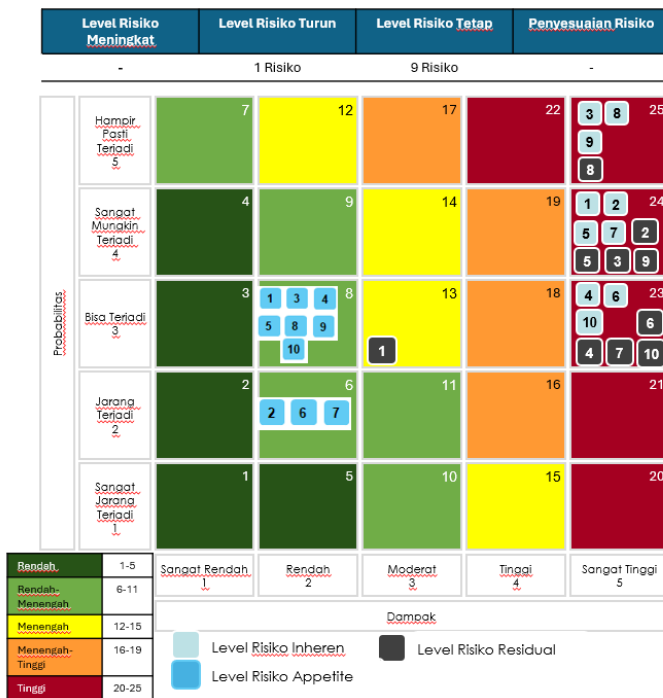 Level Risiko Meningkat
Level Risiko Turun
Level Risiko Tetap
Penyesuaian Risiko
-
1 Risiko
9 Risiko
-
Probabilitas
Hampir
Pasti
Terjadi
5
7
12
17
22
25
3 8
9
8
Sangat
Mungkin
Terjadi
4
4
9
14
19
24
1 2
5 7 2
5 3 9
Bisa Terjadi
3
3
8
1 3 4
5 8 9
10
13
1
18
23
4 6
10 6
4 7 10
Jarang
Terjadi
2
2
6
2 6 7
11
16
21
Sangat
Jarang
Terjadi
1
1
5
10
15
20
Rendah 1-5
Rendah-
Menengah 6-11
Menengah 12-15
Menengah-
Tinggi 16-19
Tinggi 20-25
Sangat Rendah
1
Rendah
2
Moderat
3
Tinggi
4
Sangat Tinggi
5
Dampak
Level Risiko Inheren
Level Risiko Residual
Level Risiko Appetite